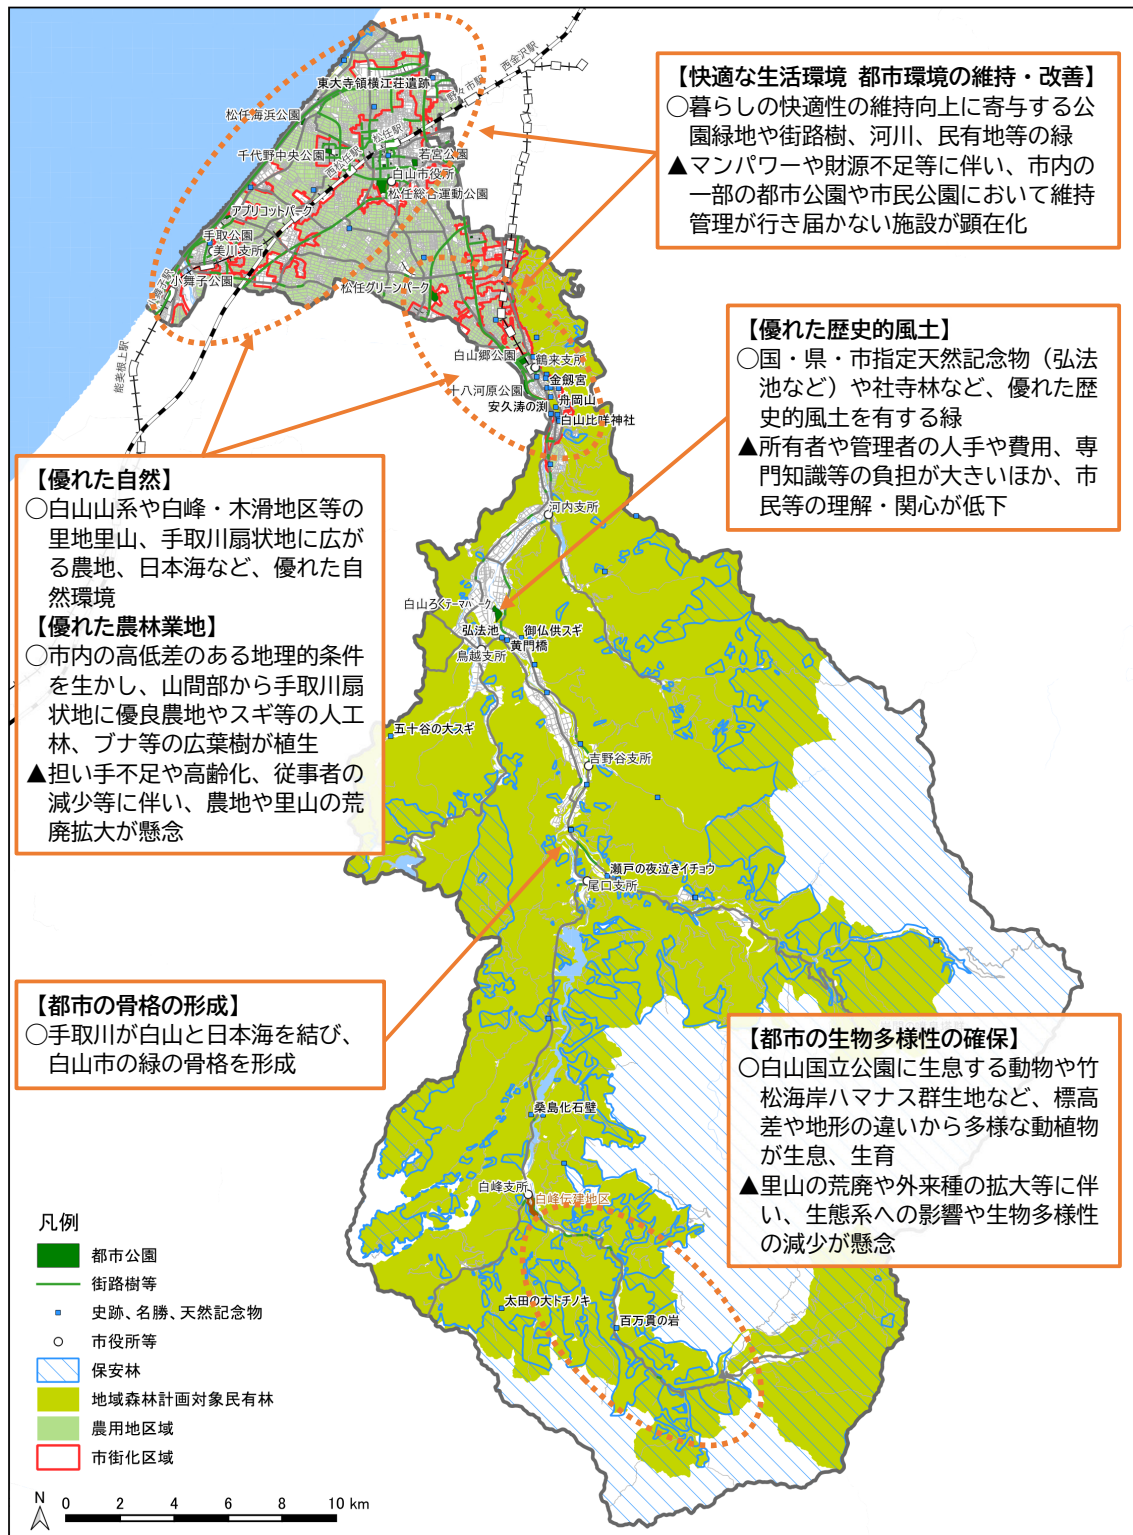 西金沢駅
野々市駅
東大寺領横江荘遺跡
松任海浜公園
松任駅
千代野中央公園
西松任駅
若宮公園
白山市役所
松任総合運動公園
アプリコットパーク
手取公園
美川支所
小舞子公園
小舞子駅
松任グリーンパーク
能美根上駅
白山郷公園
鶴来支所
金劔宮
十八河原公園
舟岡山
安久涛の渕
白山比咩神社
【快適な生活環境 都市環境の維持・改善】
○暮らしの快適性の維持向上に寄与する公
園緑地や街路樹、河川、民有地等の緑
▲マンパワーや財源不足等に伴い、市内の
一部の都市公園や市民公園において維持
管理が行き届かない施設が顕在化
【優れた歴史的風土】
○国・県・市指定天然記念物（弘法
池など）や社寺林など、優れた歴
史的風土を有する緑
▲所有者や管理者の人手や費用、専
門知識等の負担が大きいほか、市
民等の理解・関心が低下
【優れた自然】
○白山山系や白峰・木滑地区等の
里地里山、手取川扇状地に広が
る農地、日本海など、優れた自
然環境
【優れた農林業地】
○市内の高低差のある地理的条件
を生かし、山間部から手取川扇
状地に優良農地やスギ等の人工
林、ブナ等の広葉樹が植生
▲担い手不足や高齢化、従事者の
減少等に伴い、農地や里山の荒
廃拡大が懸念
河内支所
白山ろくテーマパーク
弘法池
御仏供スギ
黄門橋
鳥越支所
五十谷の大スギ
吉野谷支所
瀬戸の夜泣きイチョウ
尾口支所
【都市の骨格の形成】
○手取川が白山と日本海を結び、
白山市の緑の骨格を形成
【都市の生物多様性の確保】
○白山国立公園に生息する動物や竹
松海岸ハマナス群生地など、標高
差や地形の違いから多様な動植物
が生息、生育
▲里山の荒廃や外来種の拡大等に伴
い、生態系への影響や生物多様性
の減少が懸念
桑島化石壁
白峰支所
白峰伝建地区
太田の大トチノキ
百万貫の岩
凡例
都市公園
街路樹等
史跡、名勝、天然記念物
市役所等
保安林
地域森林計画対象民有林
農用地区域
市街化区域
N
0 2 4 6 8 10 km